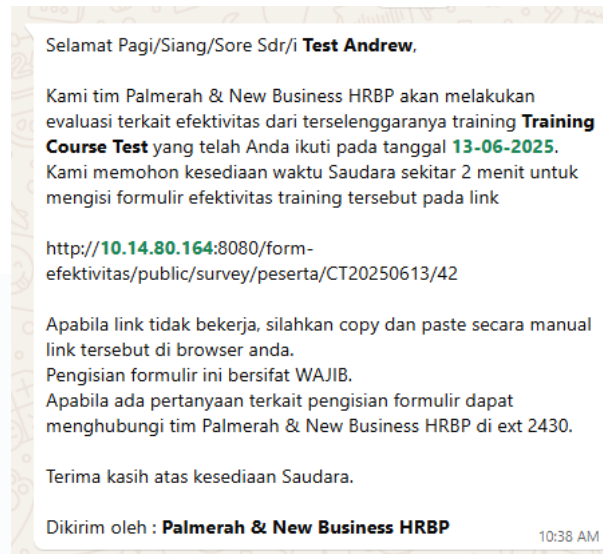 Selamat Pagi/Siang/Sore Sdr/i Test Andrew,
Kami tim Palmerah & New Business HRBP akan melakukan
evaluasi terkait efektivitas dari terselenggaranya training Training
Course Test yang telah Anda ikuti pada tanggal 13-06-2025.
Kami memohon kesediaan waktu Saudara sekitar 2 menit untuk
mengisi formulir efektivitas training tersebut pada link
http://10.14.80.164:8080/form-
efektivitas/public/survey/peserta/CT20250613/42
Apabila link tidak bekerja, silahkan copy dan paste secara manual
link tersebut di browser anda.
Pengisian formulir ini bersifat WAJIB.
Apabila ada pertanyaan terkait pengisian formulir dapat
menghubungi tim Palmerah & New Business HRBP di ext 2430.
Terima kasih atas kesediaan Saudara.
Dikirim oleh : Palmerah & New Business HRBP
10:38 AM